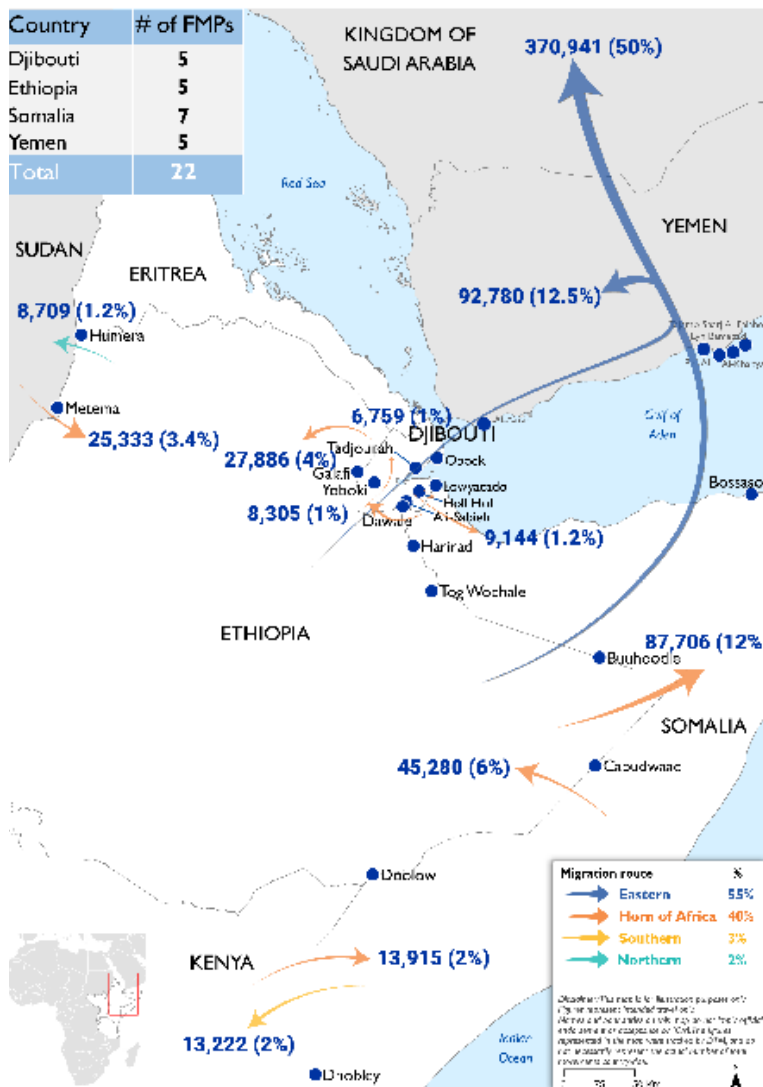 Country # of FMPs
Djibouti 5
Ethiopia 5
Somalia 7
Yemen 5
Total 22
KINGDOM OF
SAUDI ARABIA
370,941 (50%)
Red Sea
YEMEN
SUDAN
ERITREA
92,780 (12.5%)
8,709 (1.2%)
Humera
Metema
25,333 (3.4%)
6,759 (1%)
DJIBOUTI
Gulf of
Aden
Tadjourah
Obock
27,886 (4%)
Galafi
Yoboki
Lowyacado
Holl Hol
Ali-Sabieh
Bossaso
8,305 (1%)
Dawale
9,144 (1.2%)
Harirad
Tog Wochale
ETHIOPIA
87,706 (12%
Buuhoodle
SOMALIA
45,280 (6%)
Cabudwaaq
Doolow
Migration route %
Eastern 55%
Horn of Africa 40%
Southern 3%
Northern 2%
KENYA
13,915 (2%)
13,222 (2%)
Indian
Ocean
Dhobley